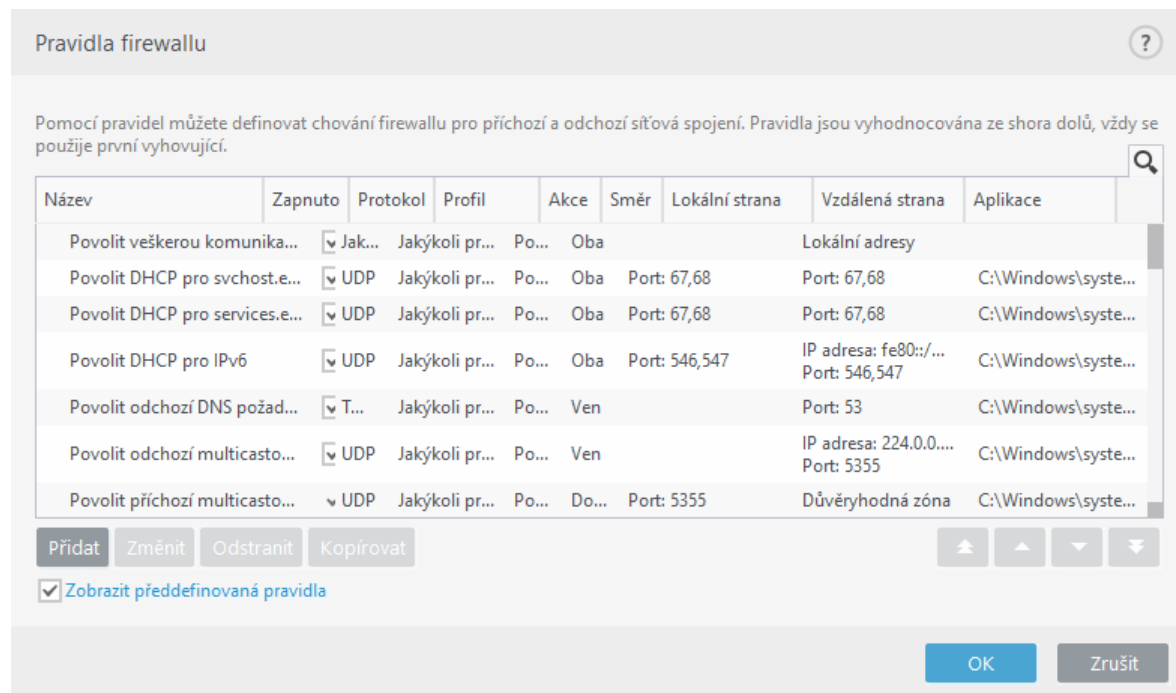 Pravidla firewallu
?
Pomocí pravidel můžete definovat chování firewallu pro příchozí a odchozí síťová spojení. Pravidla jsou vyhodnocována ze shora dolů, vždy se
použije první vyhovující.
Název Zapnuto Protokol Profil Akce Směr Lokální strana Vzdálená strana Aplikace
Povolit veškerou komunika... Jak... Jakýkoli pr... Po... Oba Lokální adresy
Povolit DHCP pro svchost.e... UDP Jakýkoli pr... Po... Oba Port: 67,68 Port: 67,68 C:\Windows\syste...
Povolit DHCP pro services.e... UDP Jakýkoli pr... Po... Oba Port: 67,68 Port: 67,68 C:\Windows\syste...
Povolit DHCP pro IPv6 UDP Jakýkoli pr... Po... Oba Port: 546,547 IP adresa: fe80::/... C:\Windows\syste...
Port: 546,547
Povolit odchozí DNS požad... T... Jakýkoli pr... Po... Ven Port: 53 C:\Windows\syste...
Povolit odchozí multicasto... UDP Jakýkoli pr... Po... Ven IP adresa: 224.0.0.... C:\Windows\syste...
Port: 5355
Povolit příchozí multicasto... UDP Jakýkoli pr... Po... Do... Port: 5355 Důvěryhodná zóna C:\Windows\syste...
Přidat Změnit Odstranit Kopírovat
Zobrazit předdefinovaná pravidla
OK Zrušit